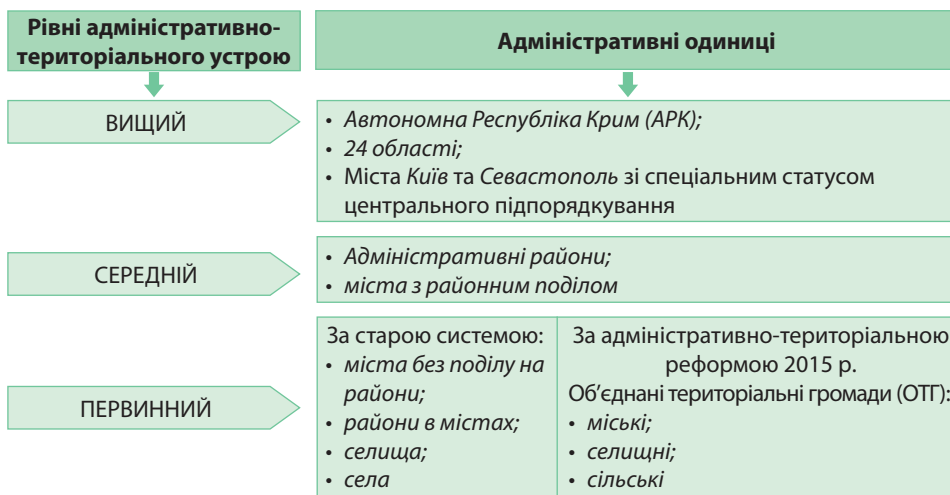 Рівні адміністративно-
територіального устрою
Адміністративні одиниці
ВИЩИЙ
• Автономна Республіка Крим (АРК);
• 24 області;
• Міста Київ та Севастополь зі спеціальним статусом
центрального підпорядкування
СЕРЕДНІЙ
• Адміністративні райони;
• міста з районним поділом
ПЕРВИННИЙ
За старою системою:
• міста без поділу на
райони;
• райони в містах;
• селища;
• села
За адміністративно-територіальною
реформою 2015 р.
Об’єднані територіальні громади (ОТГ):
• міські;
• селищні;
• сільські